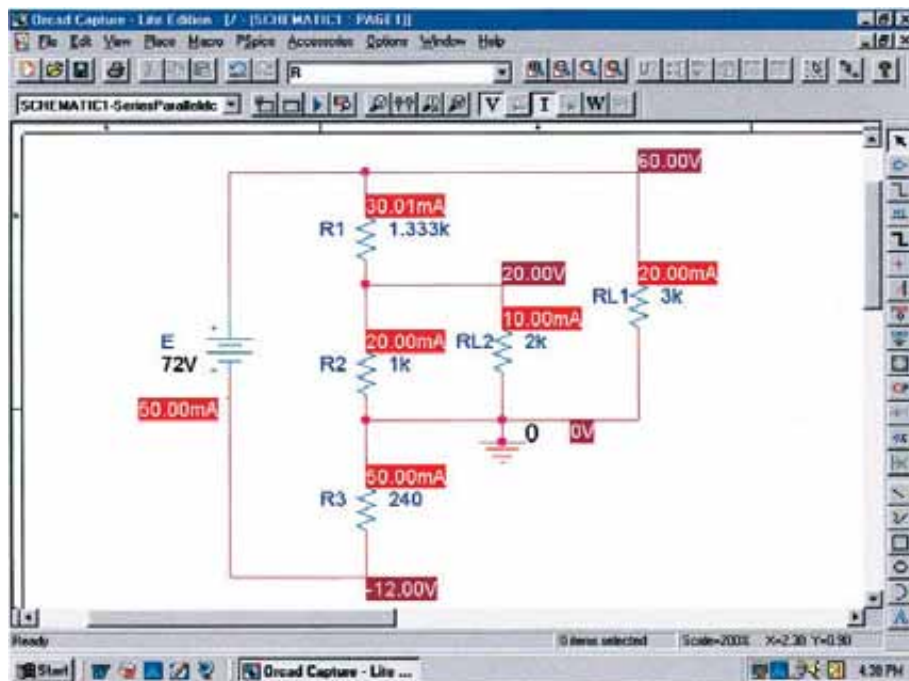 Orcad Capture - Lite Edition - [/ - (SCHEMATIC1 : PAGE1)]
File Edit View Place Macro PSpice Accessories Options Window Help
R
SCHEMATIC1-SeriesParalleldc
V I W
60.00V
30.01mA
R1 1.333k
20.00V
20.00mA
RL1 3k
10.00mA
RL2 2k
20.00mA
R2 1k
E
72V
50.00mA
0 0V
50.00mA
R3 240
-12.00V
Ready 0 items selected Scale=200% X=2.30 Y=0.90
Start Orcad Capture - Lite ... 4:38 PM